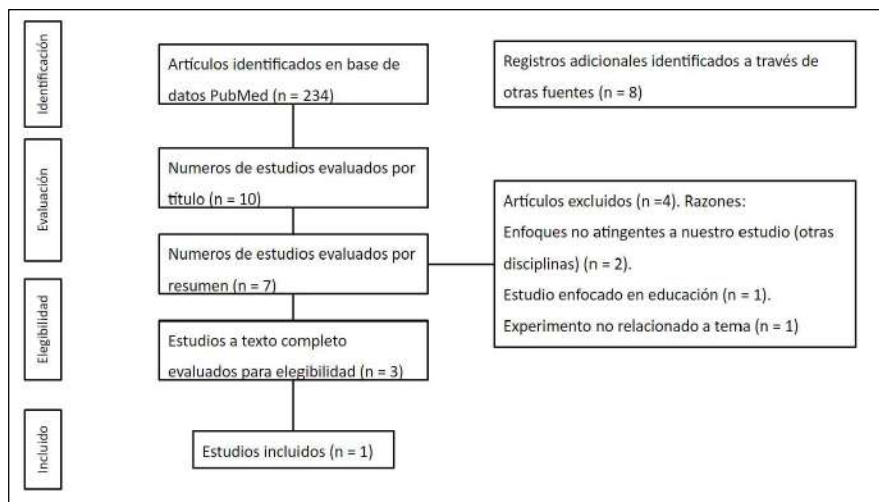 Identificación
Artículos identificados en base de
datos PubMed (n = 234)
Registros adicionales identificados a través de
otras fuentes (n = 8)
Evaluación
Numeros de estudios evaluados por
título (n = 10)
Numeros de estudios evaluados por
resumen (n = 7)
Artículos excluidos (n =4). Razones:
Enfoques no atingentes a nuestro estudio (otras
disciplinas) (n = 2).
Estudio enfocado en educación (n = 1).
Experimento no relacionado a tema (n = 1)
Elegibilidad
Estudios a texto completo
evaluados para elegibilidad (n = 3)
Incluido
Estudios incluidos (n = 1)